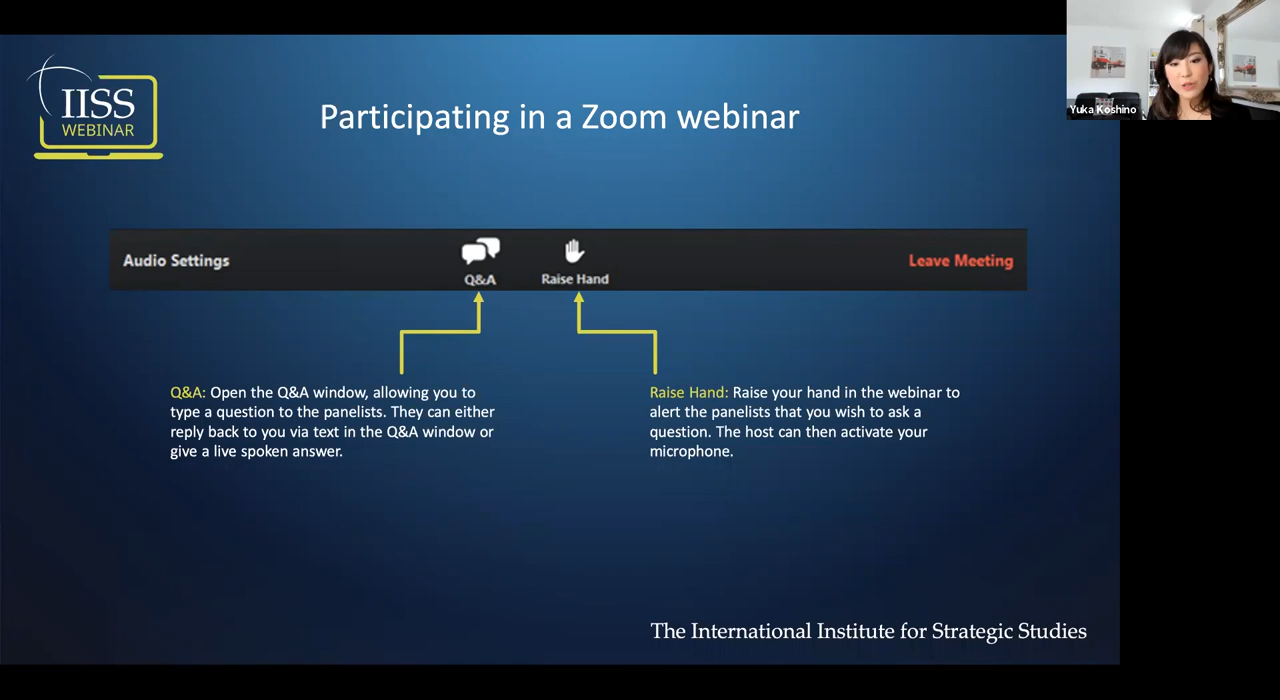 IISS
WEBINAR
Participating in a Zoom webinar
Yuka Koshino
Audio Settings
Q&A
Raise Hand
Leave Meeting
Q&A: Open the Q&A window, allowing you to
type a question to the panelists. They can either
reply back to you via text in the Q&A window or
give a live spoken answer.
Raise Hand: Raise your hand in the webinar to
alert the panelists that you wish to ask a
question. The host can then activate your
microphone.
The International Institute for Strategic Studies